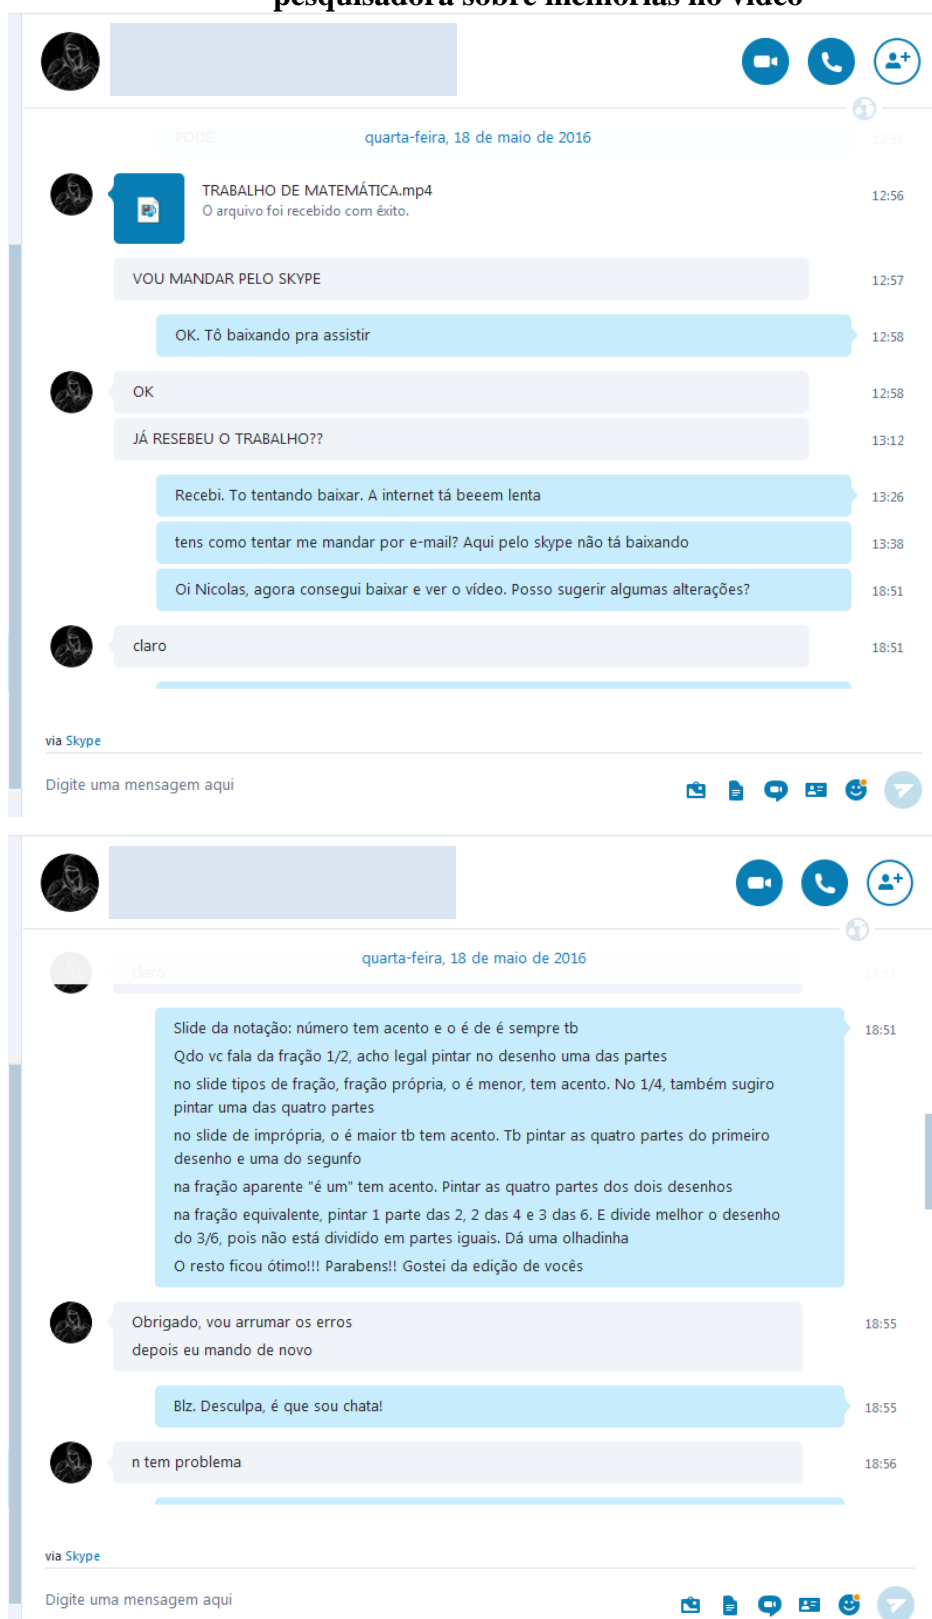 pesquisadora sobre memórias no vídeo
quarta-feira, 18 de maio de 2016
PODE
12:56
TRABALHO DE MATEMÁTICA.mp4
O arquivo foi recebido com êxito.
12:56
VOU MANDAR PELO SKYPE
12:57
OK. Tô baixando pra assistir
12:58
OK
12:58
JÁ RESEBEU O TRABALHO??
13:12
Recebi. To tentando baixar. A internet tá beeem lenta
13:26
tens como tentar me mandar por e-mail? Aqui pelo skype não tá baixando
13:38
Oi Nicolas, agora consegui baixar e ver o vídeo. Posso sugerir algumas alterações?
18:51
claro
18:51
via Skype
Digite uma mensagem aqui
quarta-feira, 18 de maio de 2016
claro
18:51
Slide da notação: número tem acento e o é de é sempre tb
18:51
Qdo vc fala da fração 1/2, acho legal pintar no desenho uma das partes
no slide tipos de fração, fração própria, o é menor, tem acento. No 1/4, também sugiro
pintar uma das quatro partes
no slide de imprópria, o é maior tb tem acento. Tb pintar as quatro partes do primeiro
desenho e uma do segunfo
na fração aparente "é um" tem acento. Pintar as quatro partes dos dois desenhos
na fração equivalente, pintar 1 parte das 2, 2 das 4 e 3 das 6. E divide melhor o desenho
do 3/6, pois não está dividido em partes iguais. Dá uma olhadinha
O resto ficou ótimo!!! Parabens!! Gostei da edição de vocês
Obrigado, vou arrumar os erros
18:55
depois eu mando de novo
Blz. Desculpa, é que sou chata!
18:55
n tem problema
18:56
via Skype
Digite uma mensagem aqui